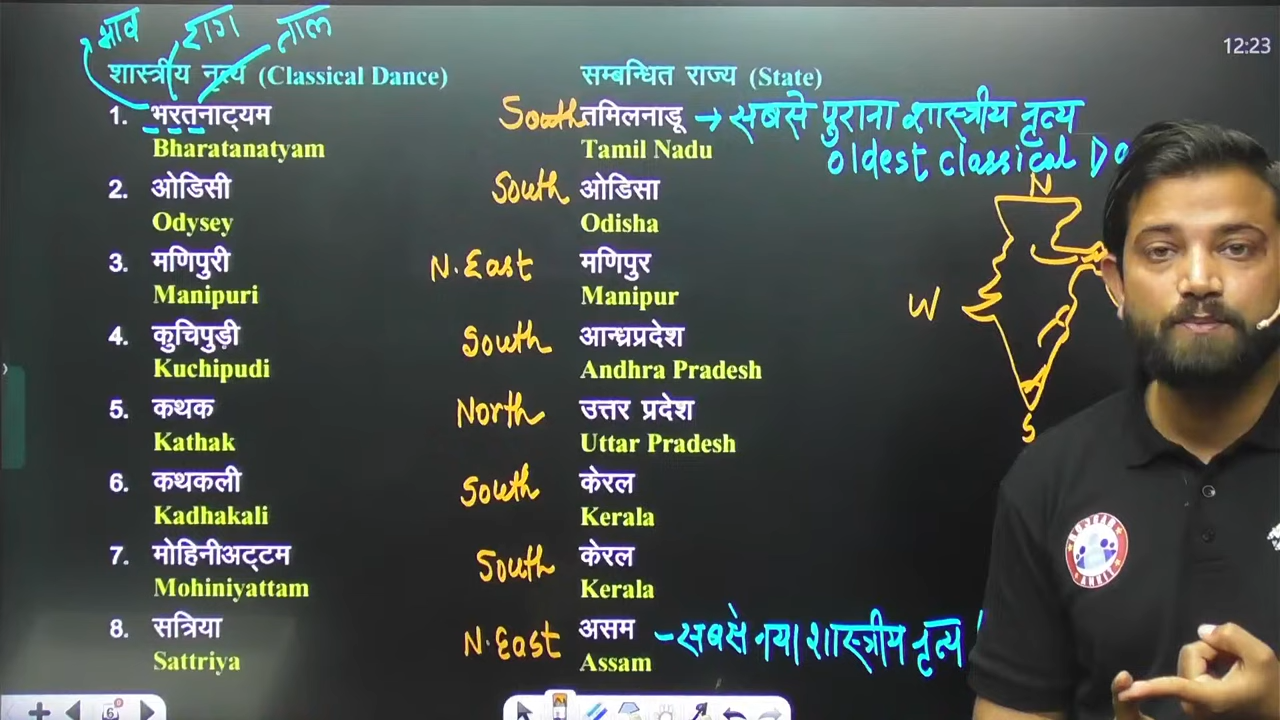 भाव राग ताल
12:23
शास्त्रीय नृत्य (Classical Dance) सम्बन्धित राज्य (State)
1. भरतनाट्यम South तमिलनाडू → सबसे पुराना शास्त्रीय नृत्य
Bharatanatyam Tamil Nadu oldest classical
2. ओडिसी South ओडिसा
Odysey Odisha
3. मणिपुरी N.East मणिपुर
Manipuri Manipur
4. कुचिपुड़ी South आन्ध्रप्रदेश
Kuchipudi Andhra Pradesh
5. कथक North उत्तर प्रदेश
Kathak Uttar Pradesh
6. कथकली South केरल
Kadhakali Kerala
7. मोहिनीअट्टम South केरल
Mohiniyattam Kerala
8. सत्रिया N.East असम - सबसे नया शास्त्रीय नृत्य
Sattriya Assam
N
W
S
6